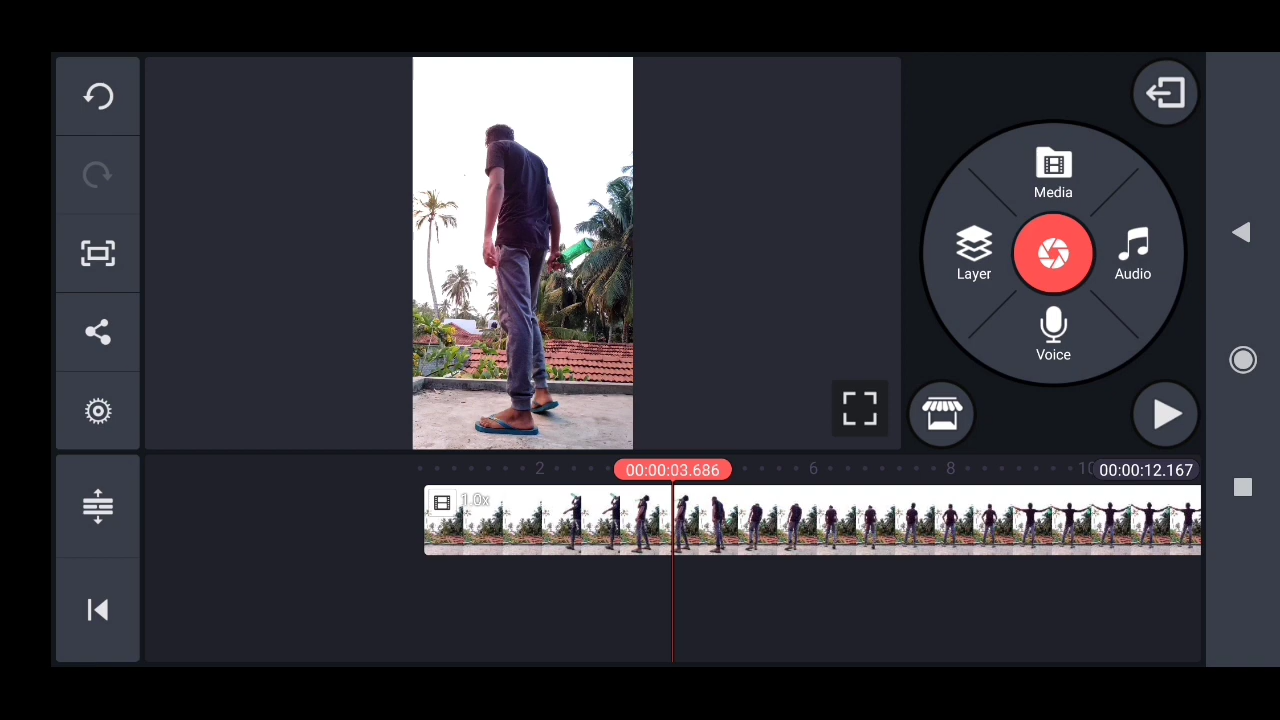 Media
Layer
Audio
Voice
2
00:00:03.686
6
8
10
00:00:12.167
1.0x